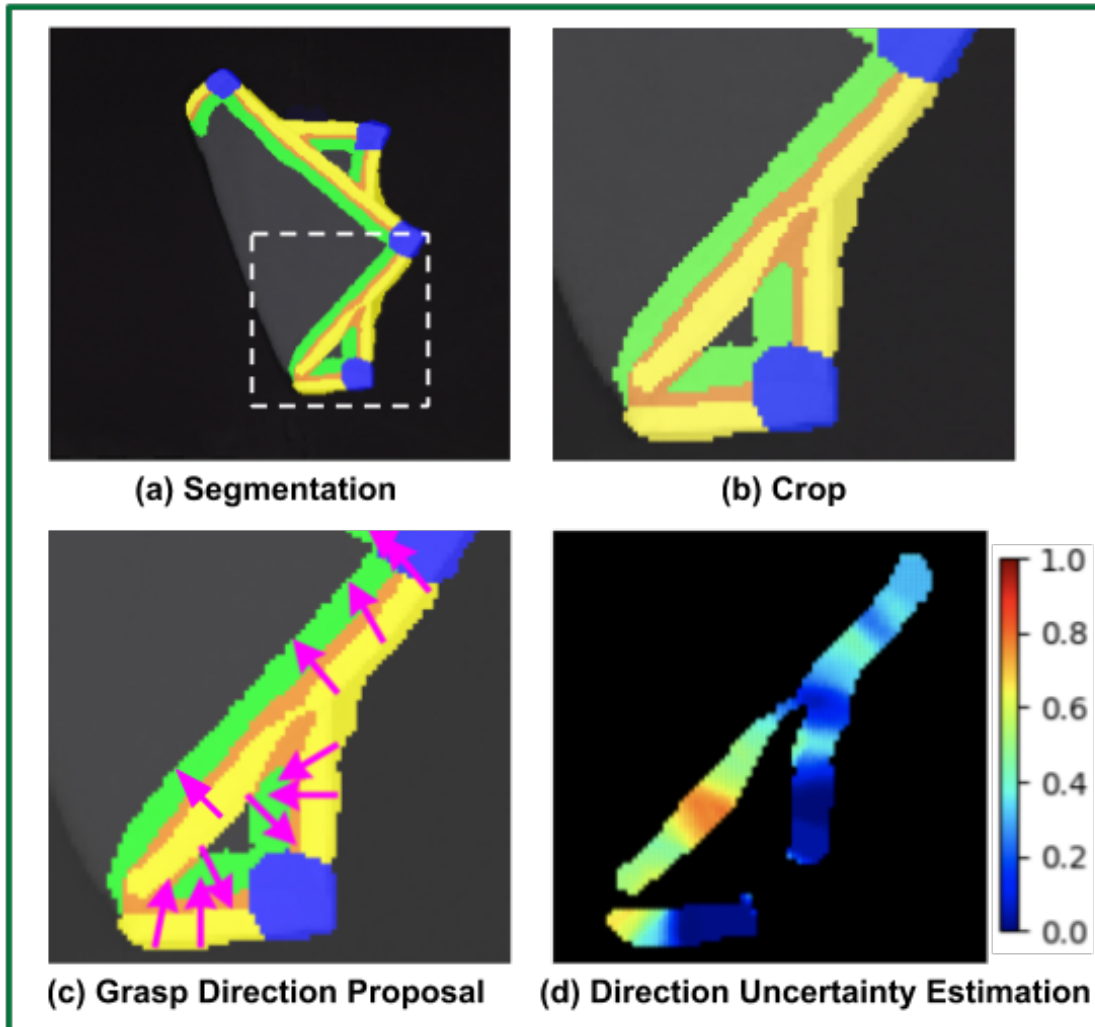 (a) Segmentation
(b) Crop
1.0
0.8
0.6
0.4
0.2
0.0
(c) Grasp Direction Proposal
(d) Direction Uncertainty Estimation